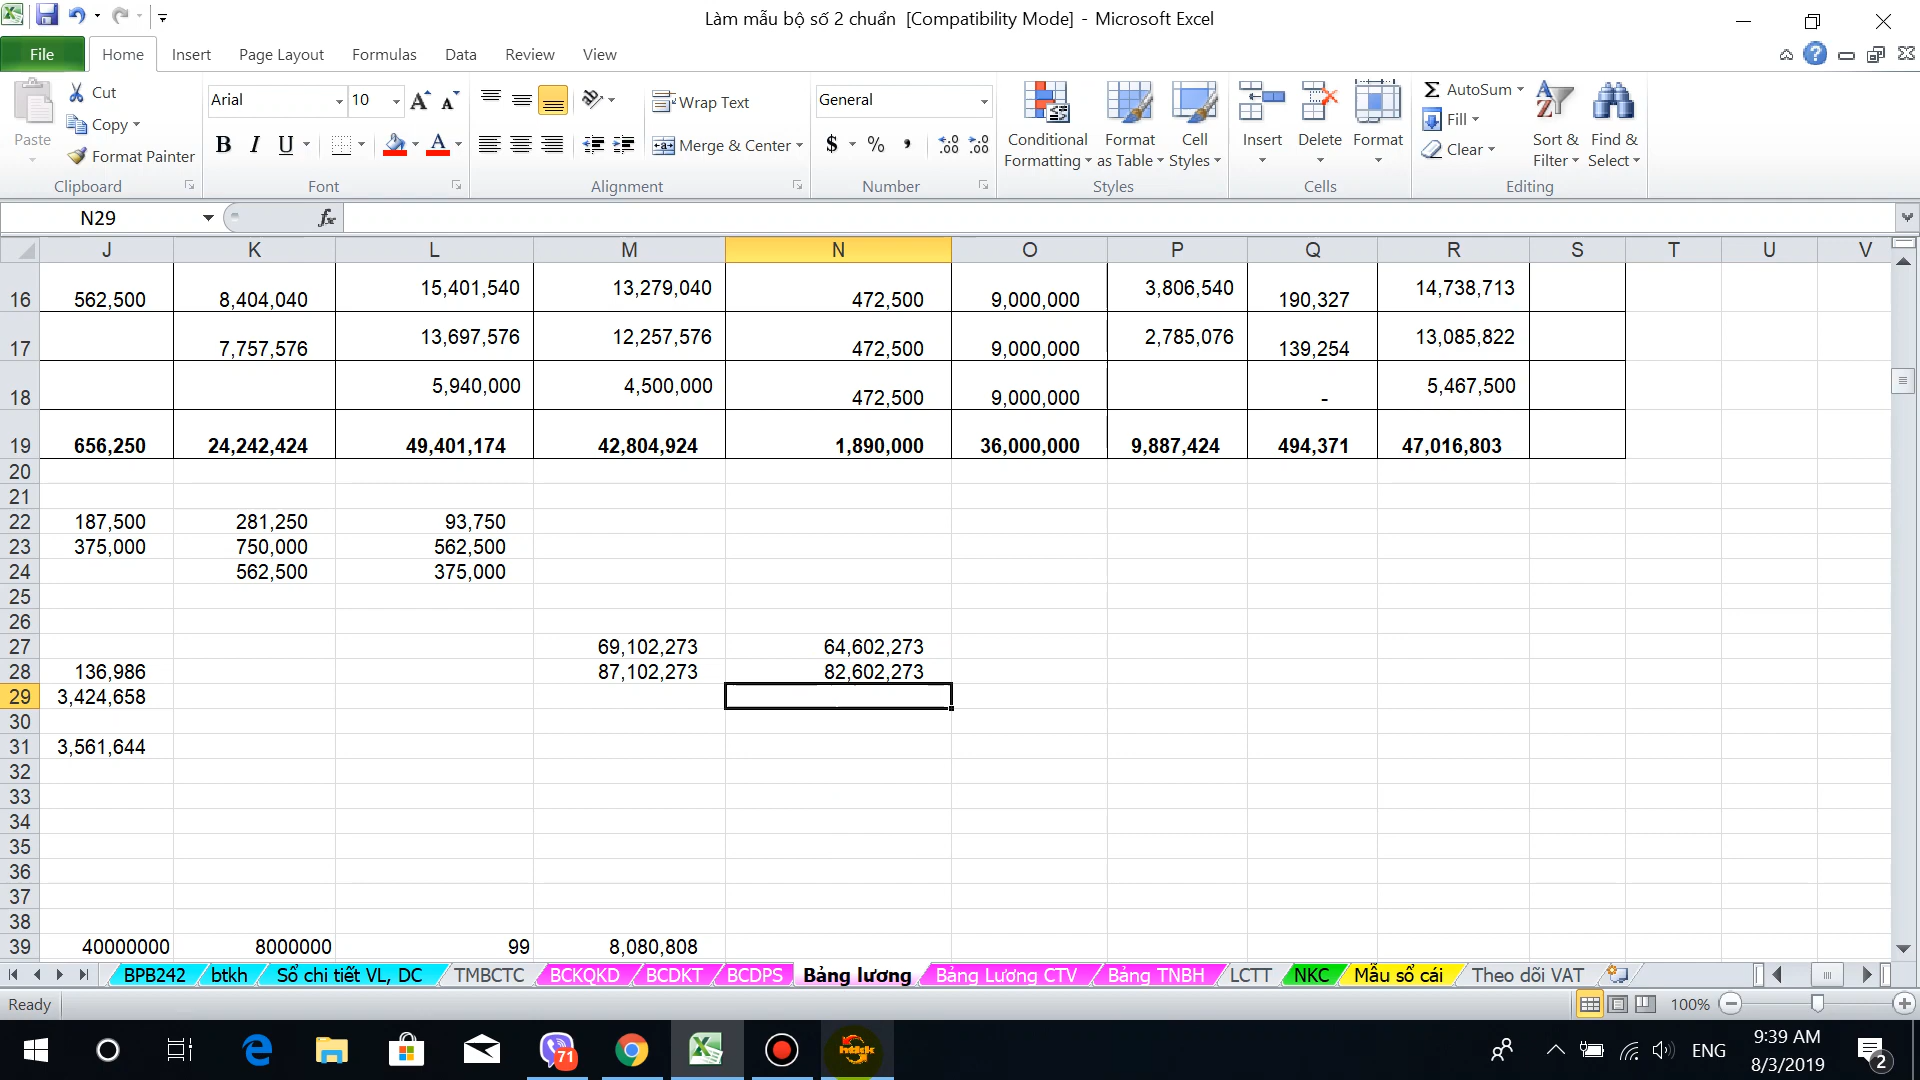 Làm mẫu bộ số 2 chuẩn [Compatibility Mode] - Microsoft Excel
File Home Insert Page Layout Formulas Data Review View
Cut
Copy
Format Painter
Paste
Clipboard
Arial 10
B I U
Font
Wrap Text
Merge & Center
Alignment
General
$ % ,
Number
Conditional Formatting
Format as Table
Cell Styles
Styles
Insert Delete Format
Cells
AutoSum
Fill
Clear
Sort & Filter
Find & Select
Editing
N29 fx
J K L M N O P Q R S T U V
16 562,500 8,404,040 15,401,540 13,279,040 472,500 9,000,000 3,806,540 190,327 14,738,713
17 7,757,576 13,697,576 12,257,576 472,500 9,000,000 2,785,076 139,254 13,085,822
18 5,940,000 4,500,000 472,500 9,000,000 - 5,467,500
19 656,250 24,242,424 49,401,174 42,804,924 1,890,000 36,000,000 9,887,424 494,371 47,016,803
20
21
22 187,500 281,250 93,750
23 375,000 750,000 562,500
24 562,500 375,000
25
26
27 69,102,273 64,602,273
28 136,986 87,102,273 82,602,273
29 3,424,658
30
31 3,561,644
32
33
34
35
36
37
38
39 40000000 8000000 99 8,080,808
BPB242 btkh Sổ chi tiết VL, DC TMBCTC BCKQKD BCDKT BCDPS Bảng lương Bảng Lương CTV Bảng TNBH LCTT NKC Mẫu sổ cái Theo dõi VAT
Ready 100%
71
ENG
9:39 AM
8/3/2019
2